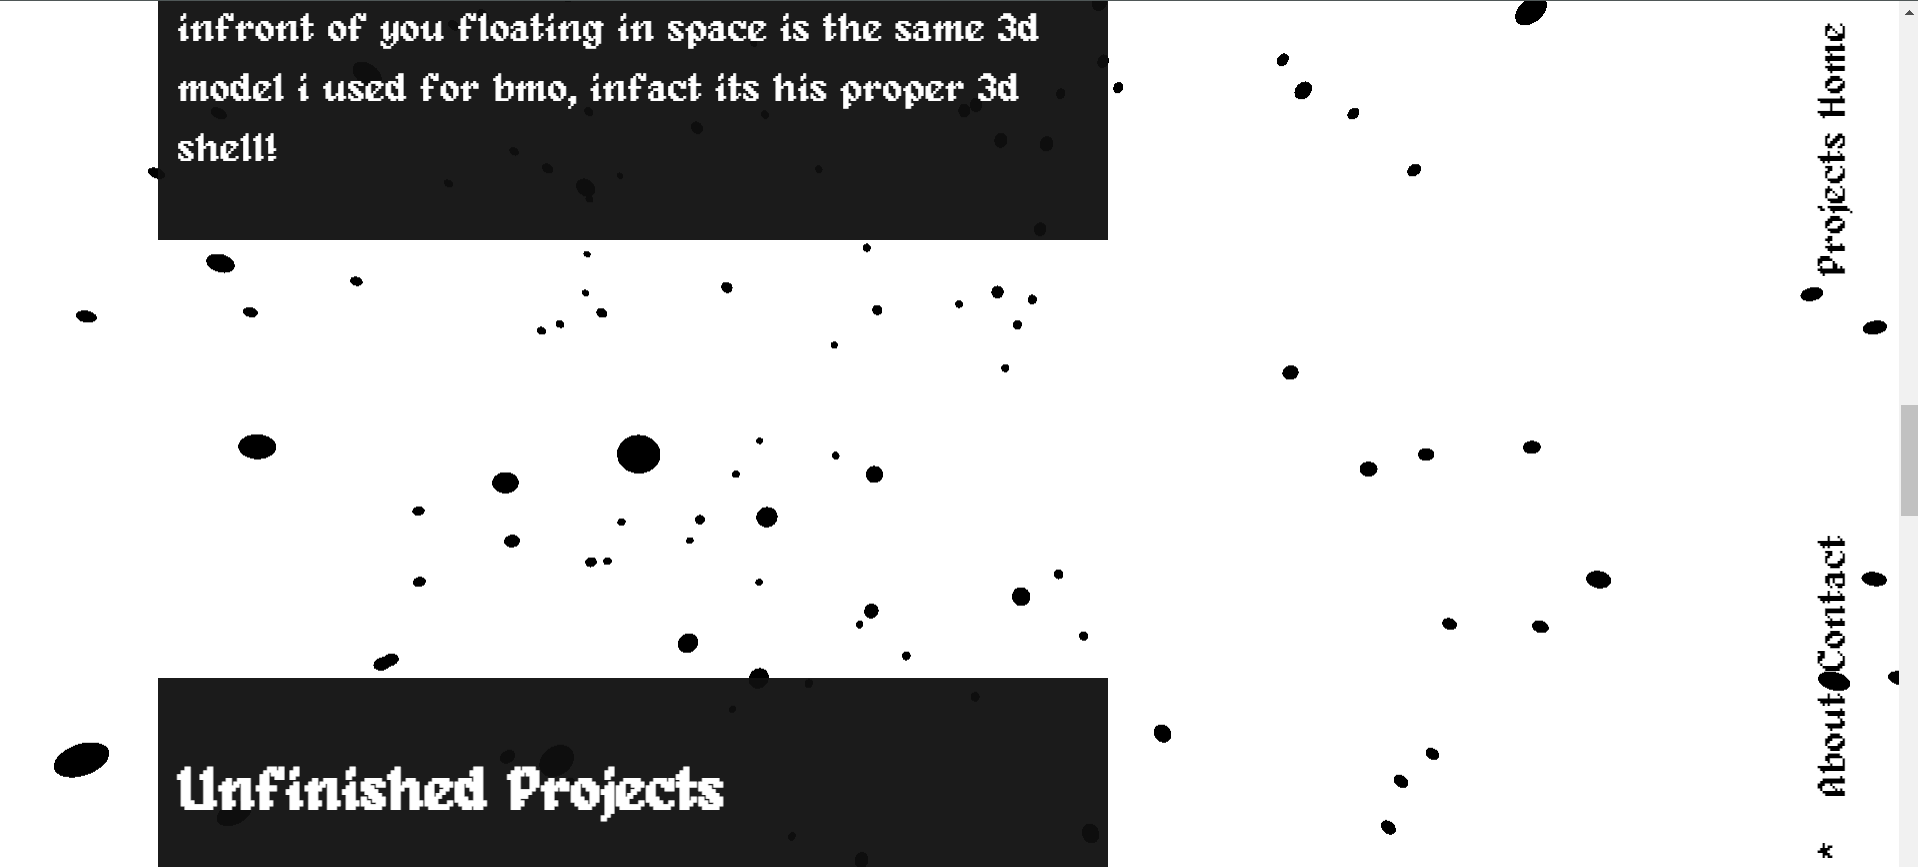 infront of you floating in space is the same 3d
model i used for bmo, infact its his proper 3d
shell!
Unfinished Projects
Projects Home
About Contact
*